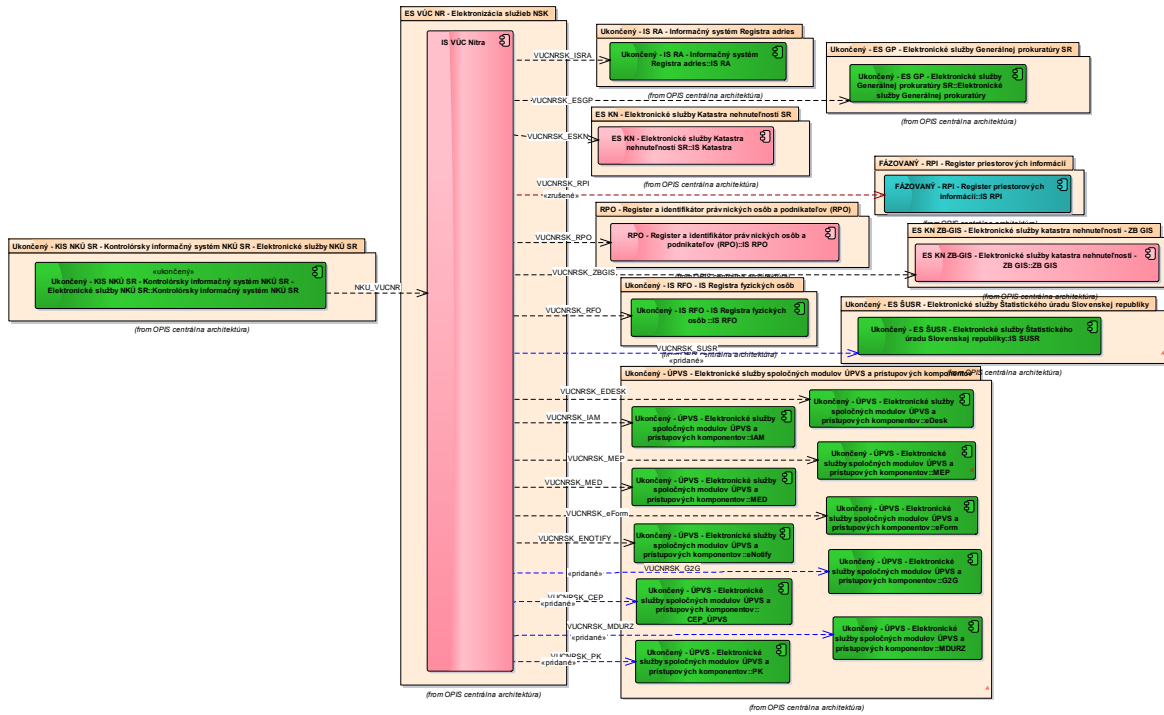 ES VÚC NR - Elektronizácia služieb NSK
IS VÚC Nitra
(from OPIS centrálna architektúra)
Ukončený - KIS NKÚ SR - Kontrolórsky informačný systém NKÚ SR - Elektronické služby NKÚ SR
«ukončený»
Ukončený - KIS NKÚ SR - Kontrolórsky informačný systém NKÚ SR -
Elektronické služby NKÚ SR::Kontrolórsky informačný systém NKÚ SR
(from OPIS centrálna architektúra)
NKU_VUCNR
VUCNRSK_ISRA
Ukončený - IS RA - Informačný systém Registra adries
Ukončený - IS RA - Informačný systém
Registra adries::IS RA
(from OPIS centrálna architektúra)
VUCNRSK_ESGP
Ukončený - ES GP - Elektronické služby Generálnej prokuratúry SR
Ukončený - ES GP - Elektronické služby
Generálnej prokuratúry SR::Elektronické
služby Generálnej prokuratúry
(from OPIS centrálna architektúra)
VUCNRSK_ESKN
ES KN - Elektronické služby Katastra nehnuteľností SR
ES KN - Elektronické služby Katastra
nehnuteľností SR::IS Katastra
(from OPIS centrálna architektúra)
VUCNRSK_RPI
«zrušené»
FÁZOVANÝ - RPI - Register priestorových informácií
FÁZOVANÝ - RPI - Register priestorových
informácií::IS RPI
(from OPIS centrálna architektúra)
VUCNRSK_RPO
RPO - Register a identifikátor právnických osôb a podnikateľov (RPO)
RPO - Register a identifikátor právnických osôb a
podnikateľov (RPO)::IS RPO
(from OPIS centrálna architektúra)
VUCNRSK_ZBGIS
ES KN ZB-GIS - Elektronické služby katastra nehnuteľností - ZB GIS
ES KN ZB-GIS - Elektronické služby katastra nehnuteľností -
ZB GIS::ZB GIS
(from OPIS centrálna architektúra)
VUCNRSK_RFO
Ukončený - IS RFO - IS Registra fyzických osôb
Ukončený - IS RFO - IS Registra fyzických
osôb ::IS RFO
(from OPIS centrálna architektúra)
VUCNRSK_SUSR
«pridané»
Ukončený - ES ŠUSR - Elektronické služby Štatistického úradu Slovenskej republiky
Ukončený - ES ŠUSR - Elektronické služby Štatistického
úradu Slovenskej republiky::IS SUSR
(from OPIS centrálna architektúra)
Ukončený - ÚPVS - Elektronické služby spoločných modulov ÚPVS a prístupových komponentov
VUCNRSK_EDESK
Ukončený - ÚPVS - Elektronické služby
spoločných modulov ÚPVS a
prístupových komponentov::eDesk
VUCNRSK_IAM
Ukončený - ÚPVS - Elektronické služby
spoločných modulov ÚPVS a
prístupových komponentov::IAM
VUCNRSK_MEP
Ukončený - ÚPVS - Elektronické
služby spoločných modulov ÚPVS a
prístupových komponentov::MEP
VUCNRSK_MED
Ukončený - ÚPVS - Elektronické služby
spoločných modulov ÚPVS a
prístupových komponentov::MED
VUCNRSK_eForm
Ukončený - ÚPVS - Elektronické
služby spoločných modulov ÚPVS a
prístupových komponentov::eForm
VUCNRSK_ENOTIFY
Ukončený - ÚPVS - Elektronické služby
spoločných modulov ÚPVS a
prístupových komponentov::eNotify
VUCNRSK_G2G
«pridané»
Ukončený - ÚPVS - Elektronické
služby spoločných modulov ÚPVS a
prístupových komponentov::G2G
VUCNRSK_CEP
«pridané»
Ukončený - ÚPVS - Elektronické
služby spoločných modulov ÚPVS a
prístupových komponentov::
CEP_ÚPVS
VUCNRSK_MDURZ
«pridané»
Ukončený - ÚPVS - Elektronické
služby spoločných modulov ÚPVS a
prístupových komponentov::MDURZ
VUCNRSK_PK
«pridané»
Ukončený - ÚPVS - Elektronické
služby spoločných modulov ÚPVS a
prístupových komponentov::PK
(from OPIS centrálna architektúra)